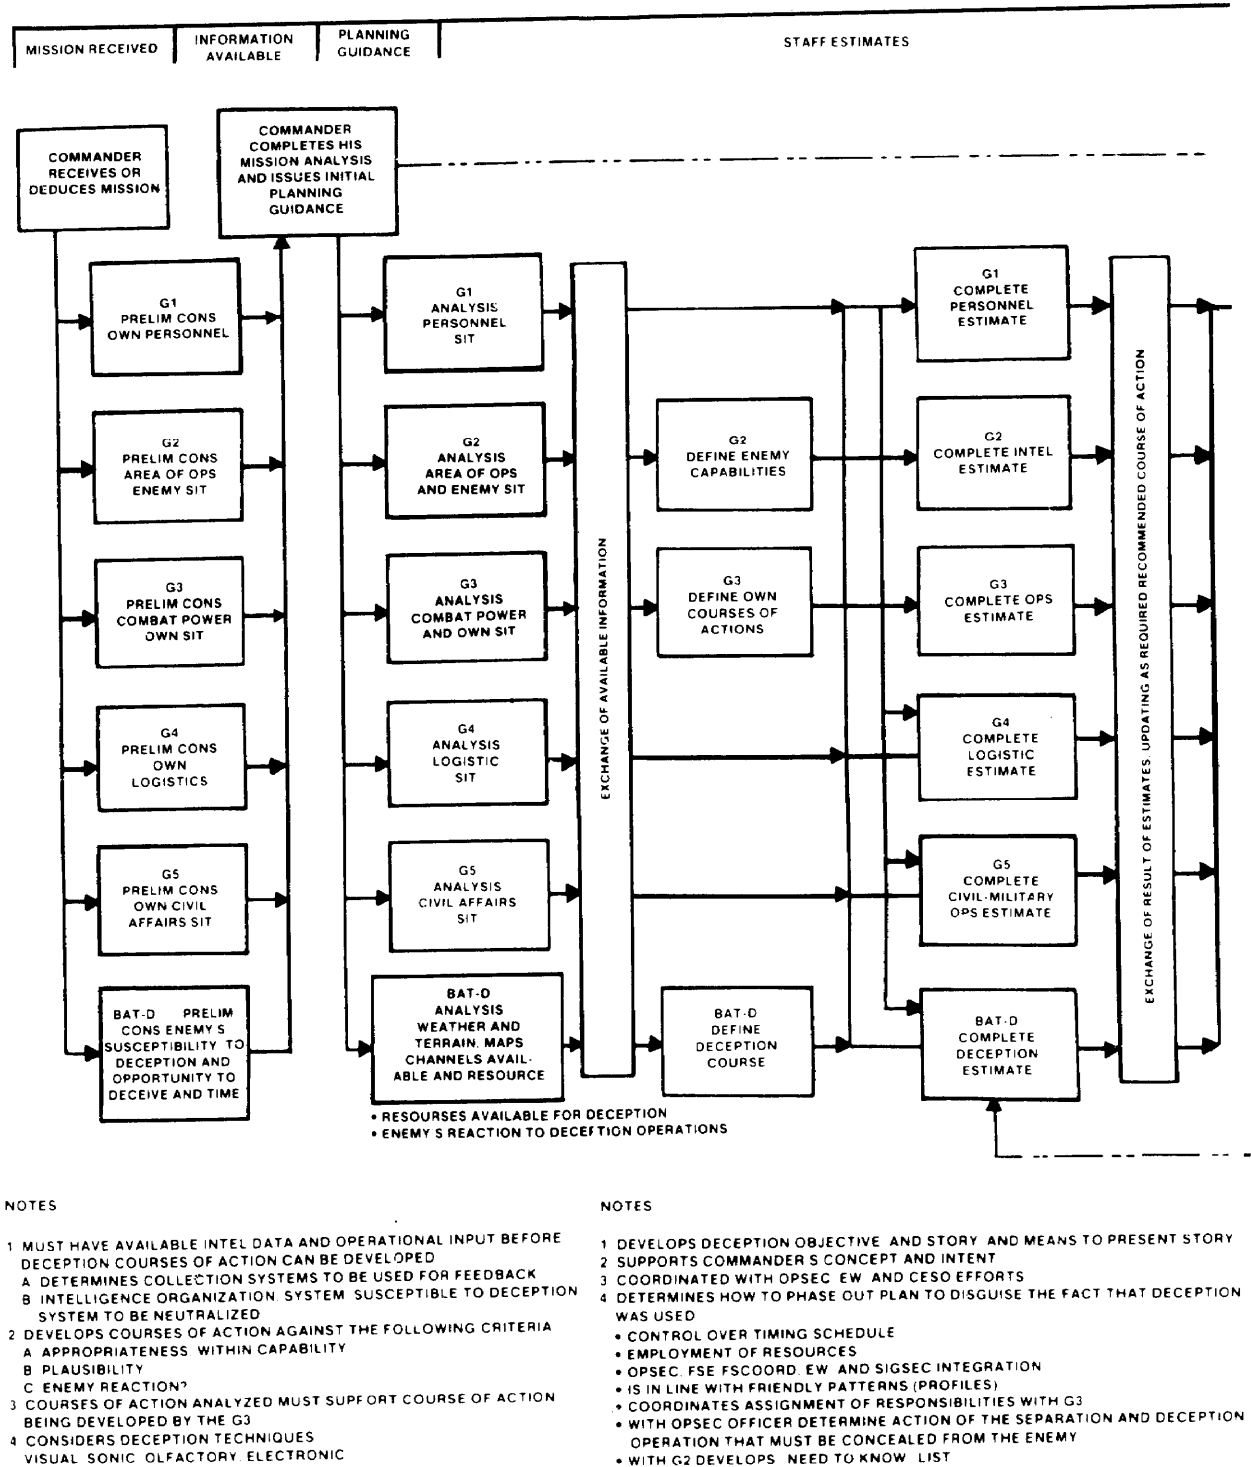 MISSION RECEIVED
INFORMATION
AVAILABLE
PLANNING
GUIDANCE
STAFF ESTIMATES
COMMANDER
RECEIVES OR
DEDUCES MISSION
COMMANDER
COMPLETES HIS
MISSION ANALYSIS
AND ISSUES INITIAL
PLANNING
GUIDANCE
G1
PRELIM CONS
OWN PERSONNEL
G2
PRELIM CONS
AREA OF OPS
ENEMY SIT
G3
PRELIM CONS
COMBAT POWER
OWN SIT
G4
PRELIM CONS
OWN
LOGISTICS
G5
PRELIM CONS
OWN CIVIL
AFFAIRS SIT
BAT-D PRELIM
CONS ENEMY S
SUSCEPTIBILITY TO
DECEPTION AND
OPPORTUNITY TO
DECEIVE AND TIME
G1
ANALYSIS
PERSONNEL
SIT
G2
ANALYSIS
AREA OF OPS
AND ENEMY SIT
G3
ANALYSIS
COMBAT POWER
AND OWN SIT
G4
ANALYSIS
LOGISTIC
SIT
G5
ANALYSIS
CIVIL AFFAIRS
SIT
BAT-D
ANALYSIS
WEATHER AND
TERRAIN, MAPS
CHANNELS AVAIL-
ABLE AND RESOURCE
• RESOURSES AVAILABLE FOR DECEPTION
• ENEMY S REACTION TO DECEPTION OPERATIONS
EXCHANGE OF AVAILABLE INFORMATION
G2
DEFINE ENEMY
CAPABILITIES
G3
DEFINE OWN
COURSES OF
ACTIONS
BAT-D
DEFINE
DECEPTION
COURSE
G1
COMPLETE
PERSONNEL
ESTIMATE
G2
COMPLETE INTEL
ESTIMATE
G3
COMPLETE OPS
ESTIMATE
G4
COMPLETE
LOGISTIC
ESTIMATE
G5
COMPLETE
CIVIL-MILITARY
OPS ESTIMATE
BAT-D
COMPLETE
DECEPTION
ESTIMATE
EXCHANGE OF RESULT OF ESTIMATES, UPDATING AS REQUIRED RECOMMENDED COURSE OF ACTION
NOTES
1 MUST HAVE AVAILABLE INTEL DATA AND OPERATIONAL INPUT BEFORE
DECEPTION COURSES OF ACTION CAN BE DEVELOPED
A DETERMINES COLLECTION SYSTEMS TO BE USED FOR FEEDBACK
B INTELLIGENCE ORGANIZATION, SYSTEM SUSCEPTIBLE TO DECEPTION
SYSTEM TO BE NEUTRALIZED
2 DEVELOPS COURSES OF ACTION AGAINST THE FOLLOWING CRITERIA
A APPROPRIATENESS WITHIN CAPABILITY
B PLAUSIBILITY
C ENEMY REACTION?
3 COURSES OF ACTION ANALYZED MUST SUPPORT COURSE OF ACTION
BEING DEVELOPED BY THE G3
4 CONSIDERS DECEPTION TECHNIQUES
VISUAL SONIC OLFACTORY, ELECTRONIC
NOTES
1 DEVELOPS DECEPTION OBJECTIVE AND STORY AND MEANS TO PRESENT STORY
2 SUPPORTS COMMANDER S CONCEPT AND INTENT
3 COORDINATED WITH OPSEC EW AND CESO EFFORTS
4 DETERMINES HOW TO PHASE OUT PLAN TO DISGUISE THE FACT THAT DECEPTION
WAS USED
• CONTROL OVER TIMING SCHEDULE
• EMPLOYMENT OF RESOURCES
• OPSEC, FSE FSCOORD, EW AND SIGSEC INTEGRATION
• IS IN LINE WITH FRIENDLY PATTERNS (PROFILES)
• COORDINATES ASSIGNMENT OF RESPONSIBILITIES WITH G3
• WITH OPSEC OFFICER DETERMINE ACTION OF THE SEPARATION AND DECEPTION
OPERATION THAT MUST BE CONCEALED FROM THE ENEMY
• WITH G2 DEVELOPS NEED TO KNOW LIST